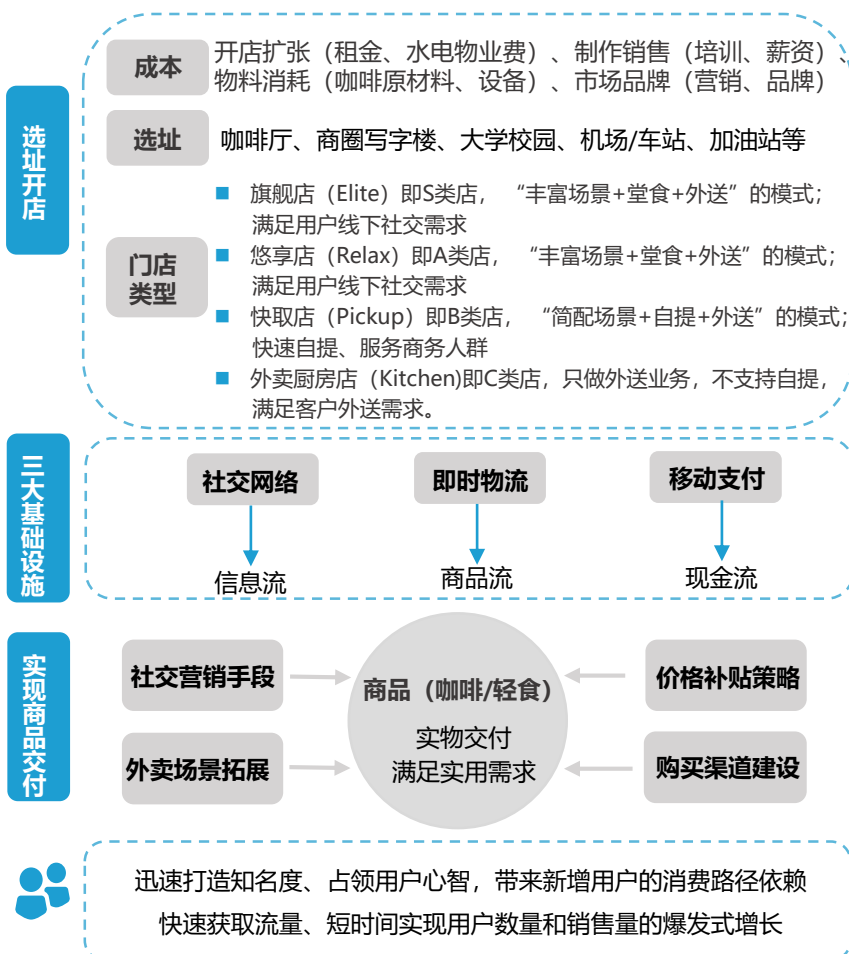 选址开店
成本
开店扩张（租金、水电物业费）、制作销售（培训、薪资）、
物料消耗（咖啡原材料、设备）、市场品牌（营销、品牌）
选址
咖啡厅、商圈写字楼、大学校园、机场/车站、加油站等
门店
类型
旗舰店（Elite）即S类店， “丰富场景+堂食+外送”的模式；
满足用户线下社交需求
悠享店（Relax）即A类店， “丰富场景+堂食+外送”的模式；
满足用户线下社交需求
快取店（Pickup）即B类店， “简配场景+自提+外送”的模式；
快速自提、服务商务人群
外卖厨房店（Kitchen)即C类店，只做外送业务，不支持自提，
满足客户外送需求。
三大基础设施
社交网络
即时物流
移动支付
信息流
商品流
现金流
实现商品交付
社交营销手段
外卖场景拓展
商品（咖啡/轻食）
实物交付
满足实用需求
价格补贴策略
购买渠道建设
迅速打造知名度、占领用户心智，带来新增用户的消费路径依赖
快速获取流量、短时间实现用户数量和销售量的爆发式增长